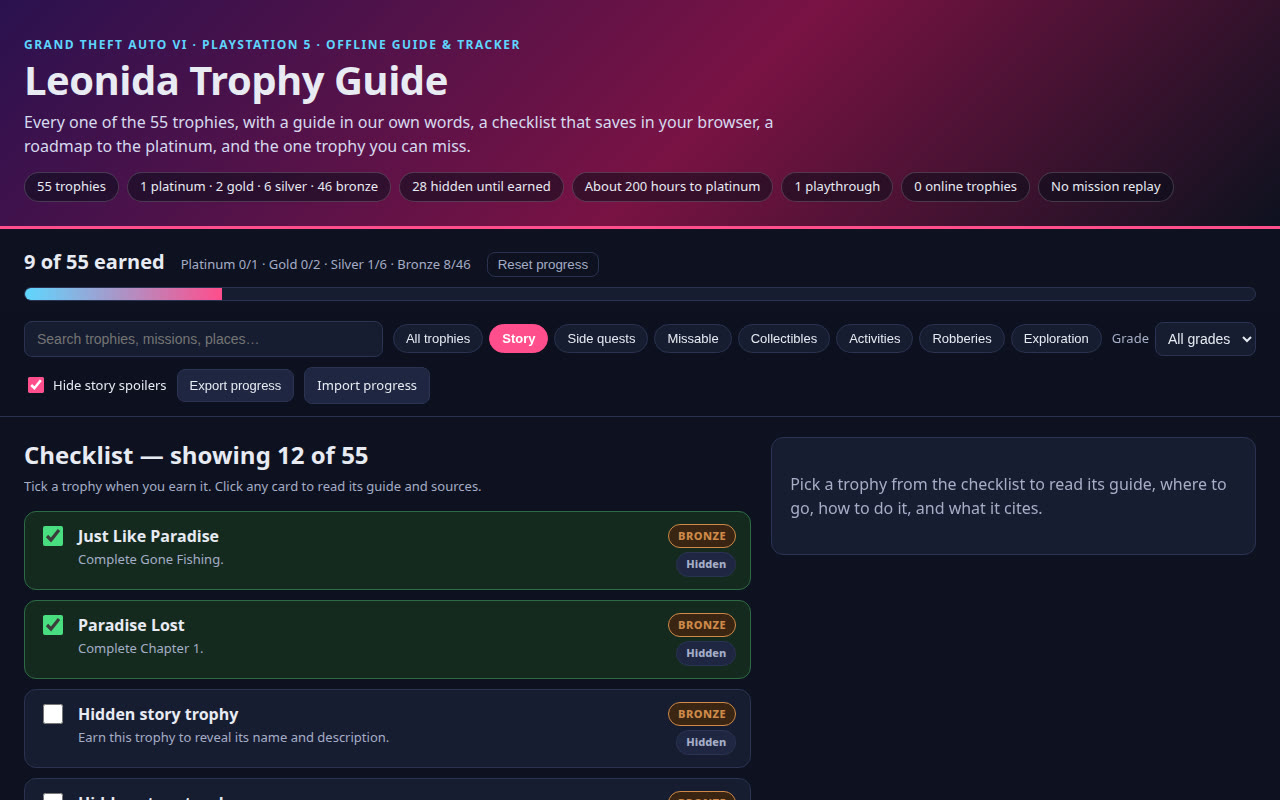 GRAND THEFT AUTO VI · PLAYSTATION 5 · OFFLINE GUIDE & TRACKER
Leonida Trophy Guide
Every one of the 55 trophies, with a guide in our own words, a checklist that saves in your browser, a
roadmap to the platinum, and the one trophy you can miss.
55 trophies
1 platinum · 2 gold · 6 silver · 46 bronze
28 hidden until earned
About 200 hours to platinum
1 playthrough
0 online trophies
No mission replay
9 of 55 earned
Platinum 0/1 · Gold 0/2 · Silver 1/6 · Bronze 8/46
Reset progress
Search trophies, missions, places…
All trophies
Story
Side quests
Missable
Collectibles
Activities
Robberies
Exploration
Grade
All grades
Hide story spoilers
Export progress
Import progress
Checklist — showing 12 of 55
Tick a trophy when you earn it. Click any card to read its guide and sources.
Just Like Paradise
BRONZE
Complete Gone Fishing.
Hidden
Paradise Lost
BRONZE
Complete Chapter 1.
Hidden
Hidden story trophy
BRONZE
Earn this trophy to reveal its name and description.
Hidden
Pick a trophy from the checklist to read its guide, where to
go, how to do it, and what it cites.